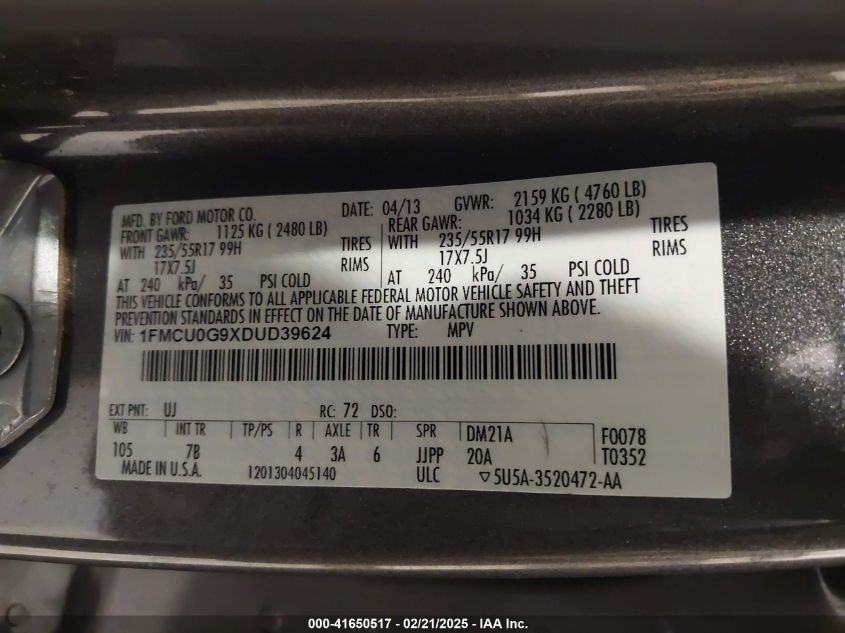 MFD. BY FORD MOTOR CO. DATE: 04/13 GVWR: 2159 KG ( 4760 LB)
FRONT GAWR: 1125 KG ( 2480 LB) REAR GAWR: 1034 KG ( 2280 LB)
WITH 235/55R17 99H TIRES WITH 235/55R17 99H TIRES
17X7.5J RIMS 17X7.5J RIMS
AT 240 kPa/ 35 PSI COLD AT 240 kPa/ 35 PSI COLD
THIS VEHICLE CONFORMS TO ALL APPLICABLE FEDERAL MOTOR VEHICLE SAFETY AND THEFT
PREVENTION STANDARDS IN EFFECT ON THE DATE OF MANUFACTURE SHOWN ABOVE.
VIN: 1FMCU0G9XDUD39624 TYPE: MPV
EXT PNT: UJ RC: 72 DSO:
WB INT TR TP/PS R AXLE TR SPR DM21A F0078
105 7B 4 3A 6 JJPP 20A T0352
MADE IN U.S.A. 1201304045140 ULC ▽5U5A-3520472-AA
000-41650517 - 02/21/2025 - IAA Inc.